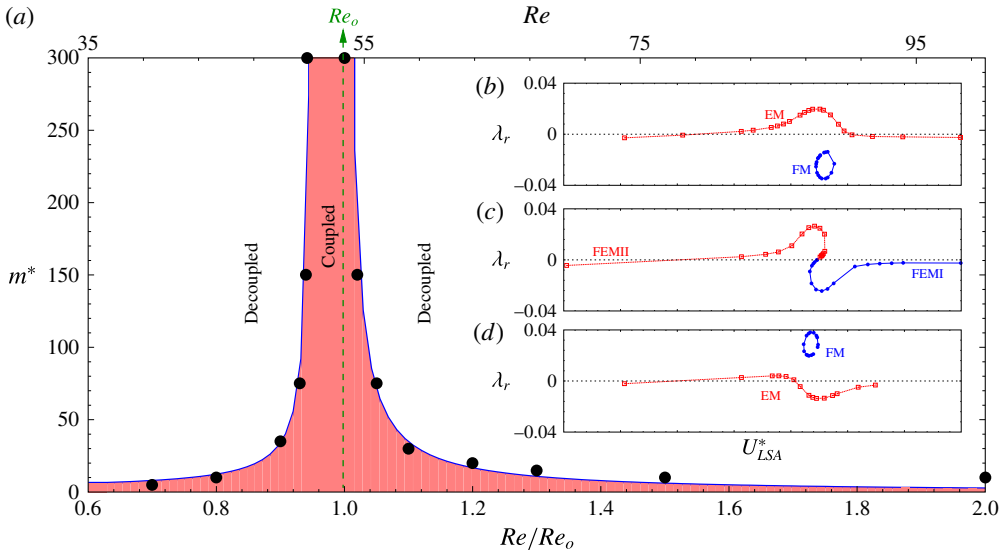 (a)
Re_o
Re
35 55 75 95
300
250
200
150
100
50
0
m*
Decoupled
Coupled
Decoupled
0.6 0.8 1.0 1.2 1.4 1.6 1.8 2.0
Re/Re_o
(b)
0.04
0
−0.04
λ_r
EM
FM
(c)
0.04
0
−0.04
λ_r
FEMII
FEMI
(d)
0.04
0
−0.04
λ_r
FM
EM
U*_LSA